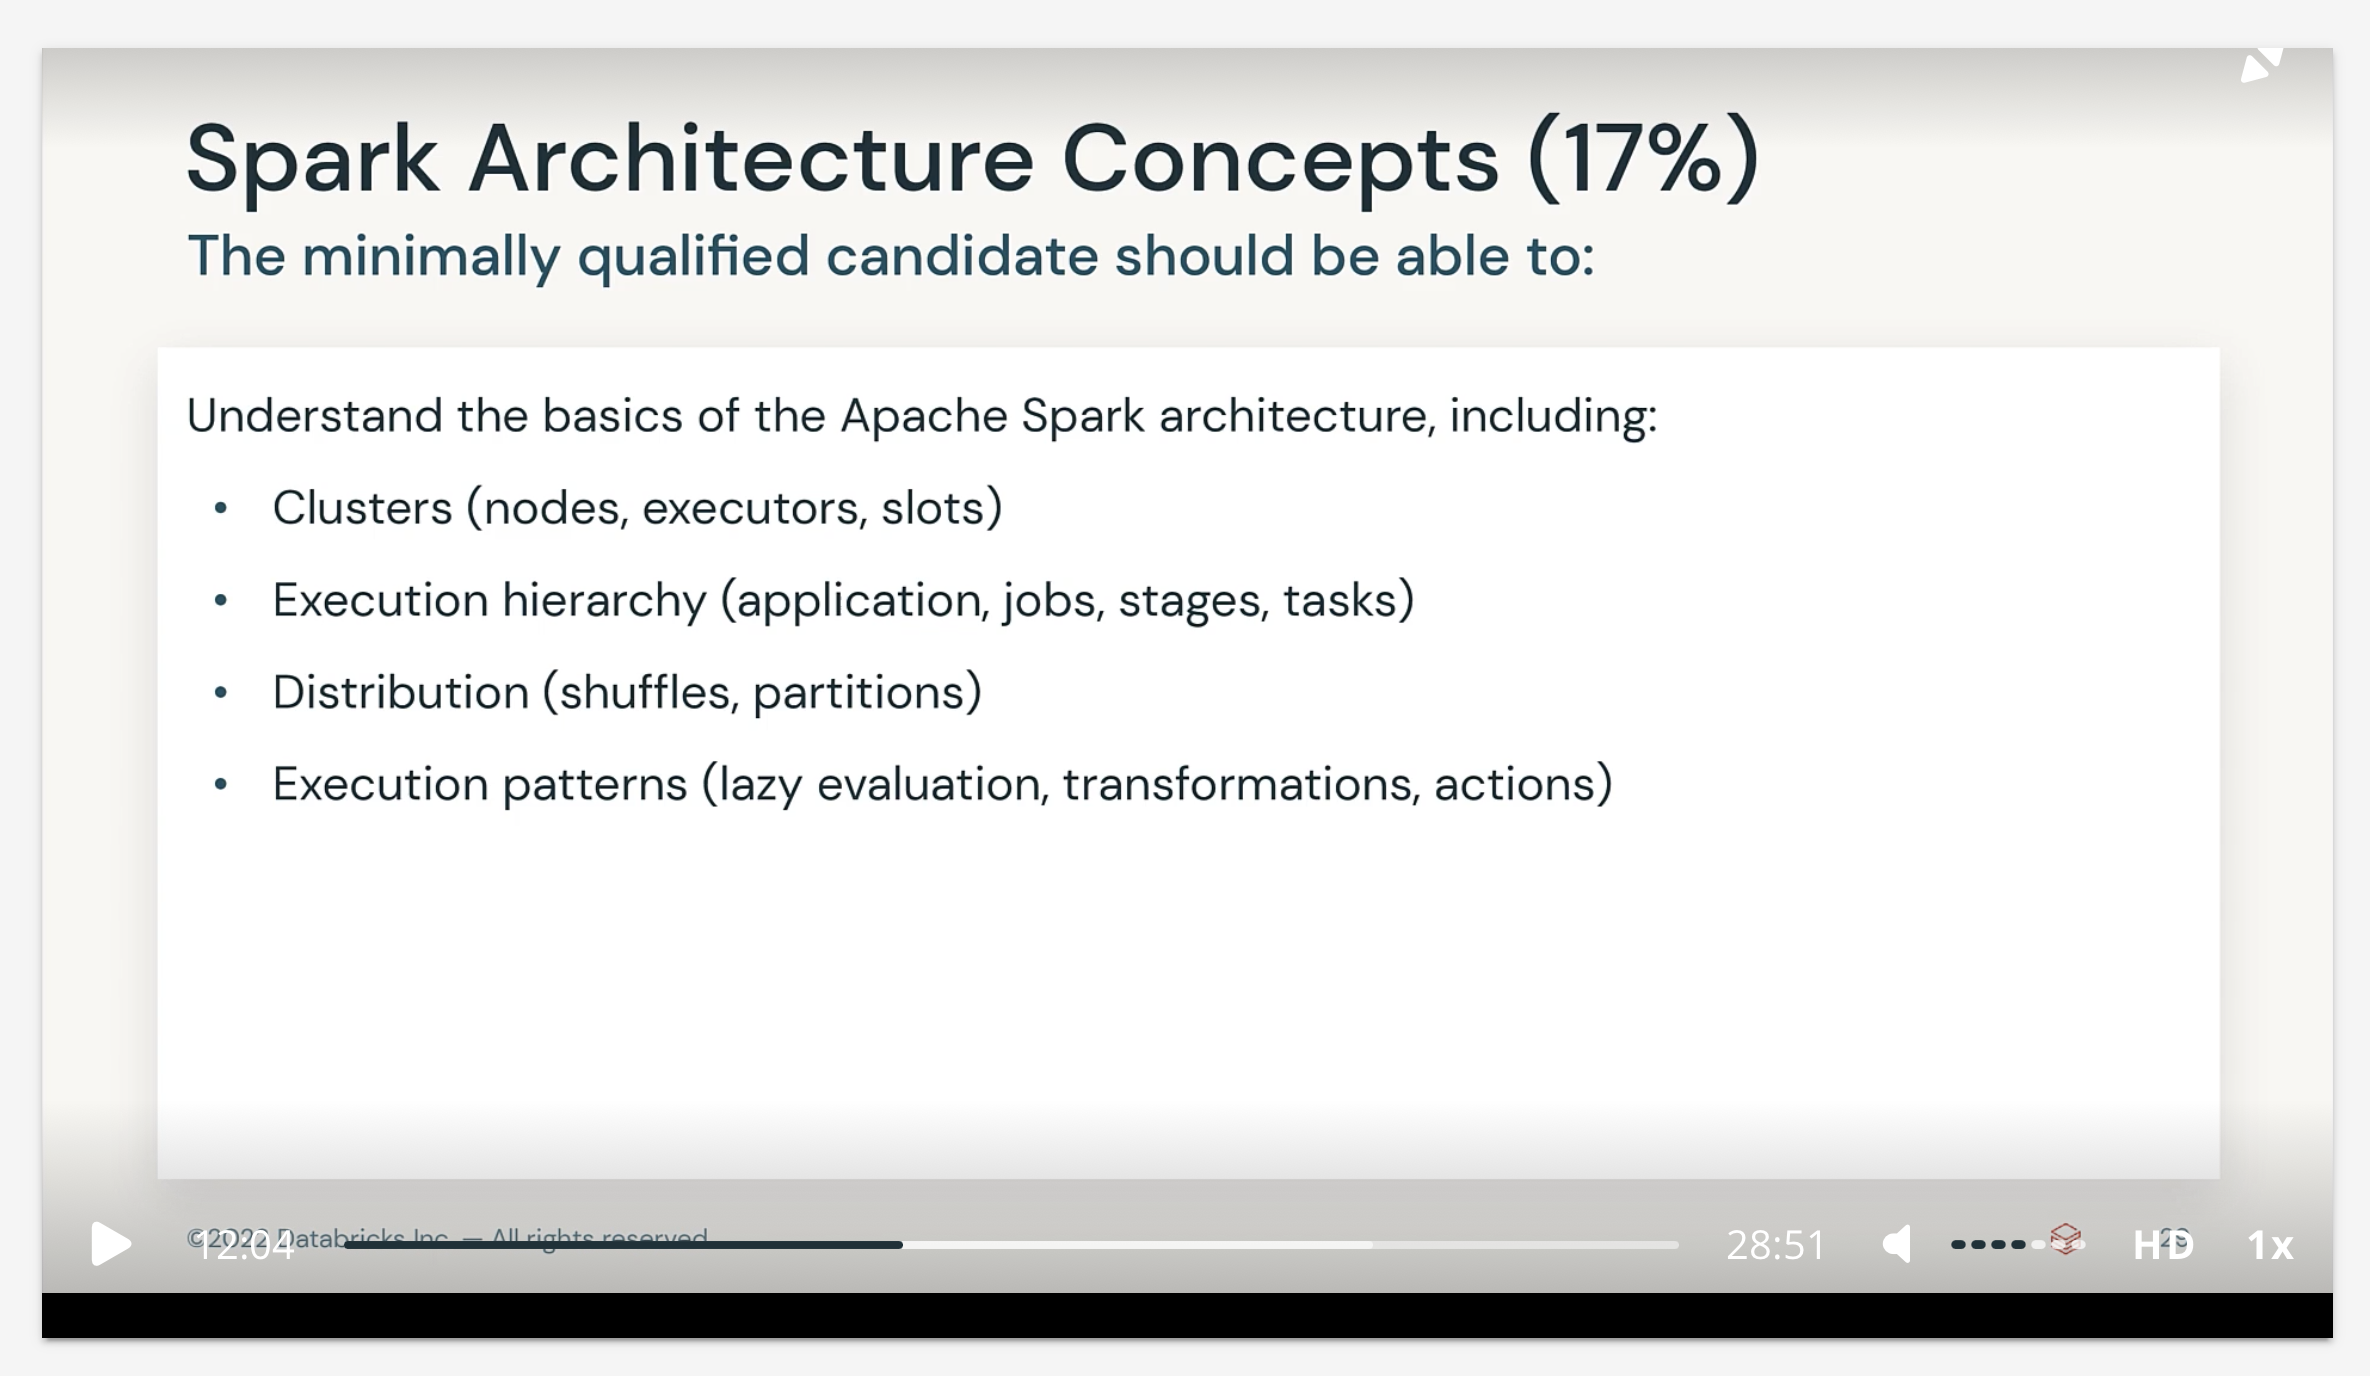 Spark Architecture Concepts (17%)
The minimally qualified candidate should be able to:
Understand the basics of the Apache Spark architecture, including:
• Clusters (nodes, executors, slots)
• Execution hierarchy (application, jobs, stages, tasks)
• Distribution (shuffles, partitions)
• Execution patterns (lazy evaluation, transformations, actions)
©2022 Databricks Inc. — All rights reserved
12:04
28:51
HD
1x